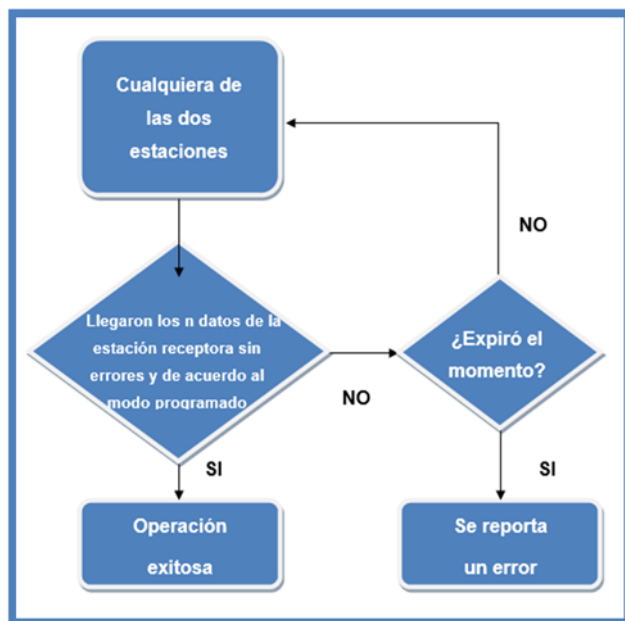 Cualquiera de
las dos
estaciones
NO
Llegaron los n datos de la
estación receptora sin
errores y de acuerdo al
modo programado
¿Expiró el
momento?
NO
SI
SI
Operación
exitosa
Se reporta
un error